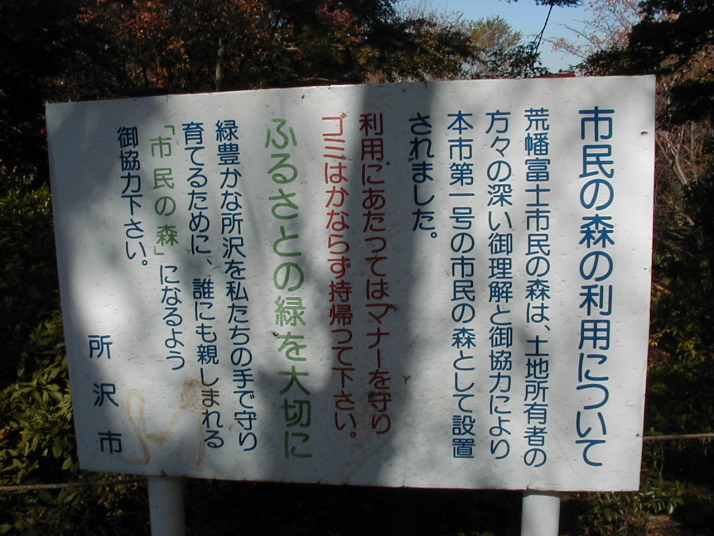 市民の森の利用について
荒幡富士市民の森は、土地所有者の
方々の深い御理解と御協力により
本市第一号の市民の森として設置
されました。
利用にあたつてはマナーを守り
ゴミはかならず持帰つて下さい。
ふるさとの緑を大切に
緑豊かな所沢を私たちの手で守り
育てるために、誰にも親しまれる
「市民の森」になるよう
御協力下さい。
所沢市